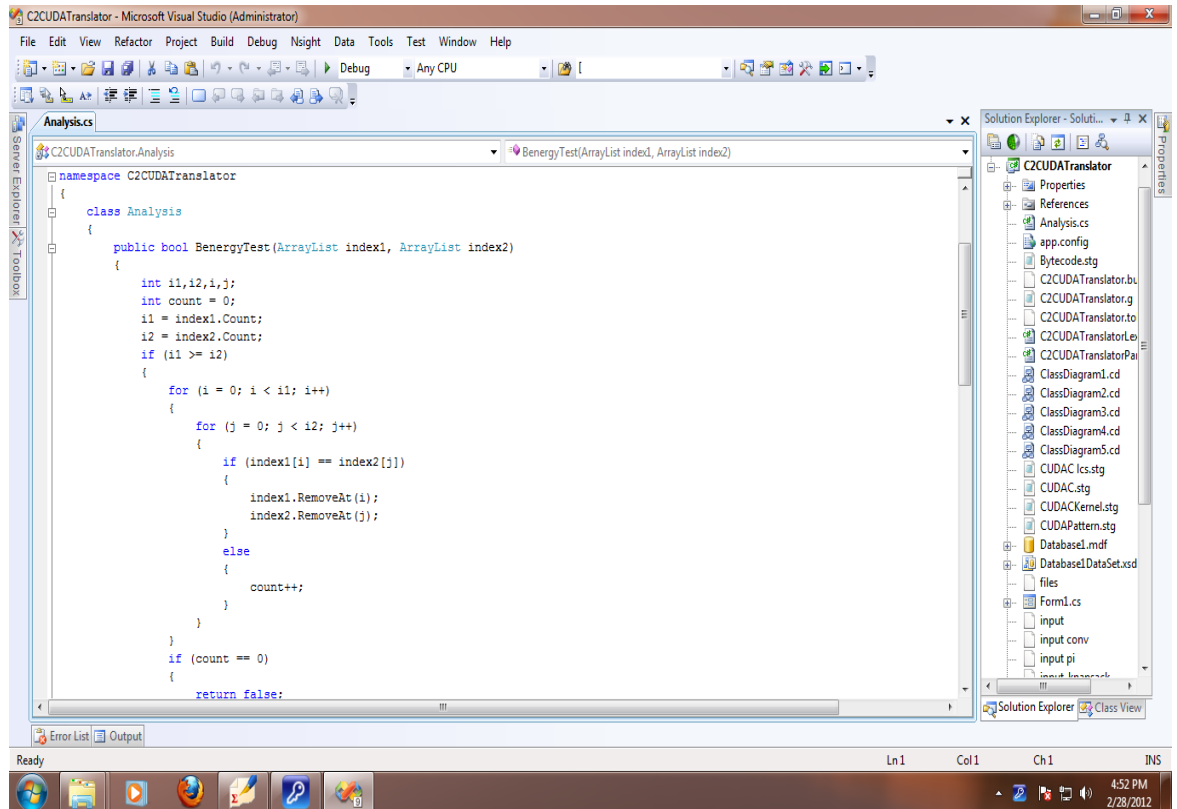 C2CUDATranslator - Microsoft Visual Studio (Administrator)
File Edit View Refactor Project Build Debug Nsight Data Tools Test Window Help
Debug Any CPU [
Analysis.cs
C2CUDATranslator.Analysis BenergyTest(ArrayList index1, ArrayList index2)
namespace C2CUDATranslator
{
class Analysis
{
public bool BenergyTest(ArrayList index1, ArrayList index2)
{
int i1,i2,i,j;
int count = 0;
i1 = index1.Count;
i2 = index2.Count;
if (i1 >= i2)
{
for (i = 0; i < i1; i++)
{
for (j = 0; j < i2; j++)
{
if (index1[i] == index2[j])
{
index1.RemoveAt(i);
index2.RemoveAt(j);
}
else
{
count++;
}
}
}
if (count == 0)
{
return false;
Server Explorer
Toolbox
Solution Explorer - Soluti...
C2CUDATranslator
Properties
References
Analysis.cs
app.config
Bytecode.stg
C2CUDATranslator.bu
C2CUDATranslator.g
C2CUDATranslator.to
C2CUDATranslatorLex
C2CUDATranslatorPar
ClassDiagram1.cd
ClassDiagram2.cd
ClassDiagram3.cd
ClassDiagram4.cd
ClassDiagram5.cd
CUDAC lcs.stg
CUDAC.stg
CUDACKernel.stg
CUDAPattern.stg
Database1.mdf
Database1DataSet.xsd
files
Form1.cs
input
input conv
input pi
input knapsack
Solution Explorer Class View
Properties
Error List Output
Ready Ln 1 Col 1 Ch 1 INS
4:52 PM
2/28/2012